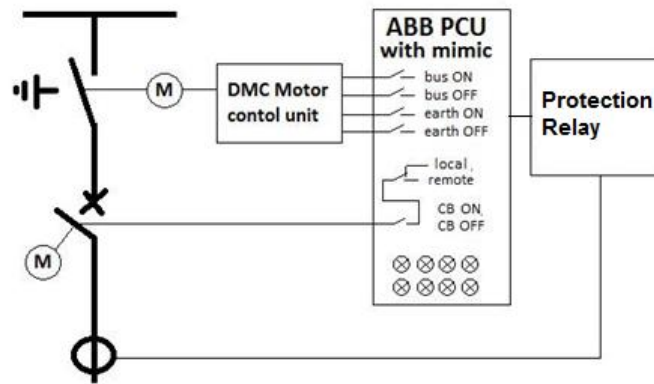 ABB PCU
with mimic
M
DMC Motor
contol unit
bus ON
bus OFF
earth ON
earth OFF
Protection
Relay
local,
remote
CB ON,
CB OFF
M